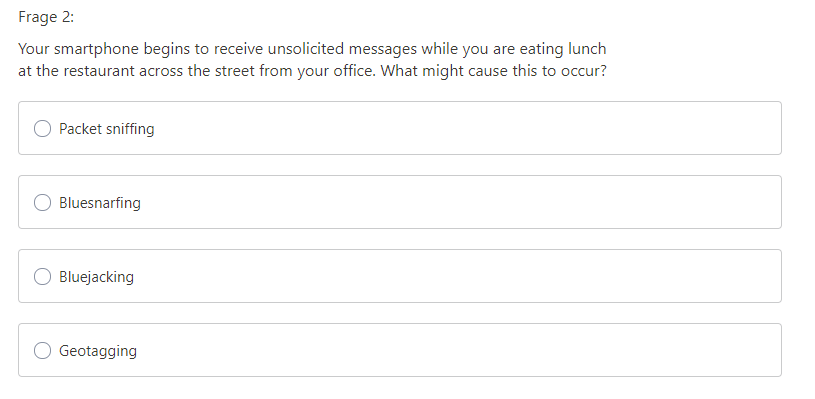 Frage 2:
Your smartphone begins to receive unsolicited messages while you are eating lunch
at the restaurant across the street from your office. What might cause this to occur?
Packet sniffing
Bluesnarfing
Bluejacking
Geotagging